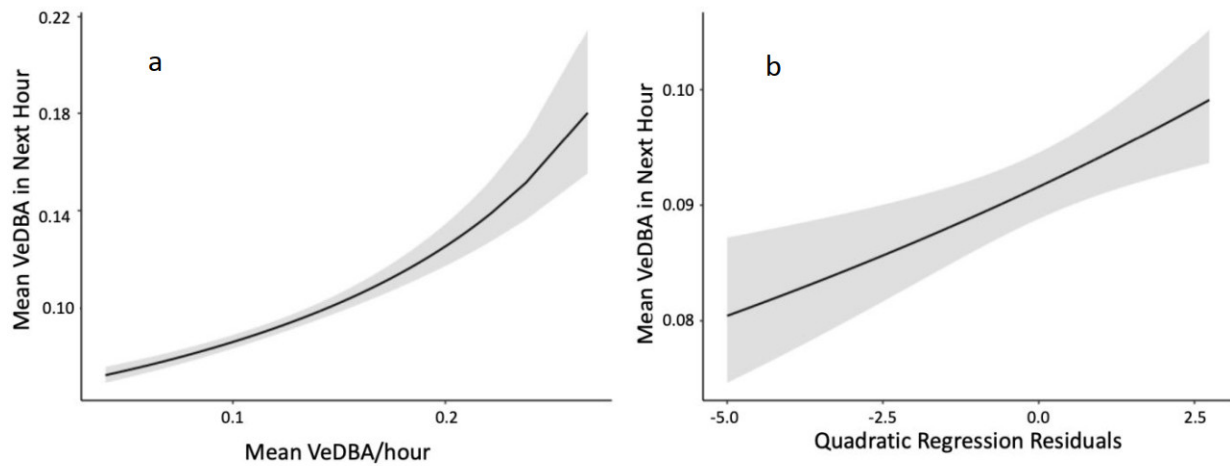 a
Mean VeDBA in Next Hour
0.22
0.18
0.14
0.10
0.1
0.2
Mean VeDBA/hour
b
Mean VeDBA in Next Hour
0.10
0.09
0.08
-5.0
-2.5
0.0
2.5
Quadratic Regression Residuals